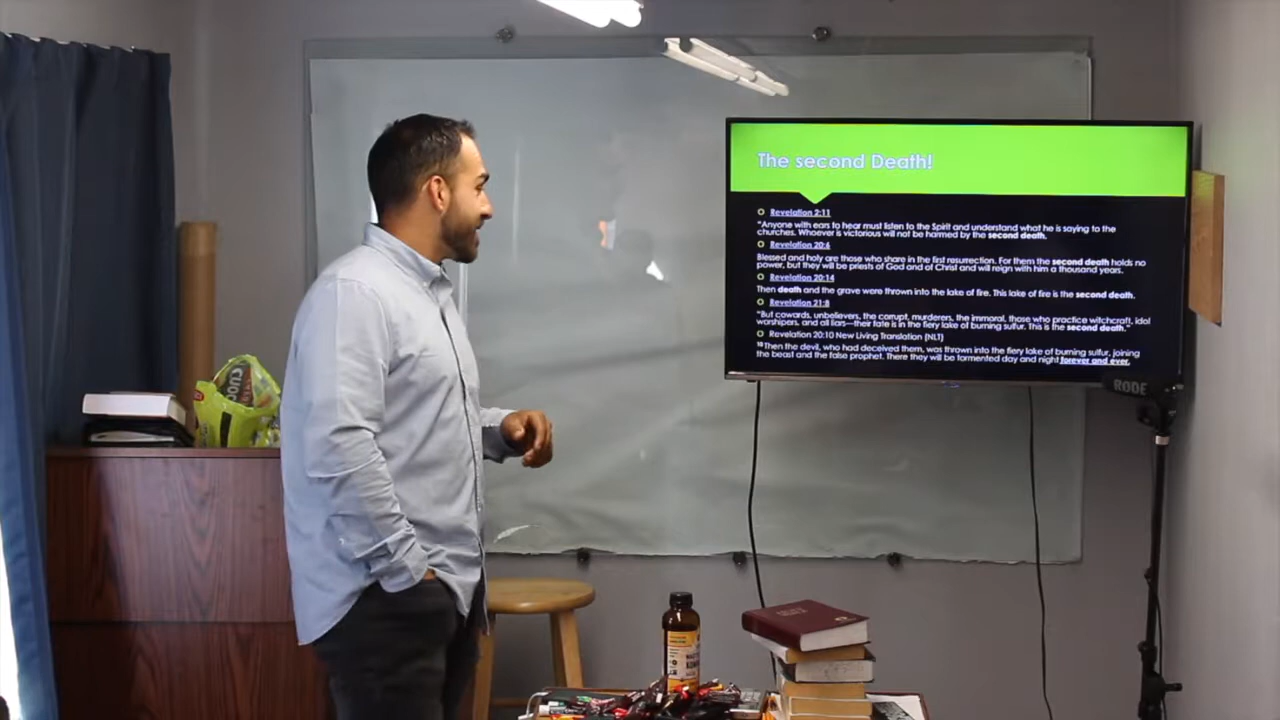 The second Death!
Revelation 2:11
"Anyone with ears to hear must listen to the Spirit and understand what he is saying to the
churches. Whoever is victorious will not be harmed by the second death.
Revelation 20:6
Blessed and holy are those who share in the first resurrection. For them the second death holds no
power, but they will be priests of God and of Christ and will reign with him a thousand years.
Revelation 20:14
Then death and the grave were thrown into the lake of fire. This lake of fire is the second death.
Revelation 21:8
"But cowards, unbelievers, the corrupt, murderers, the immoral, those who practice witchcraft, idol
worshipers, and all liars—their fate is in the fiery lake of burning sulfur. This is the second death."
Revelation 20:10 New Living Translation (NLT)
10 Then the devil, who had deceived them, was thrown into the fiery lake of burning sulfur, joining
the beast and the false prophet. There they will be tormented day and night forever and ever.
RODE